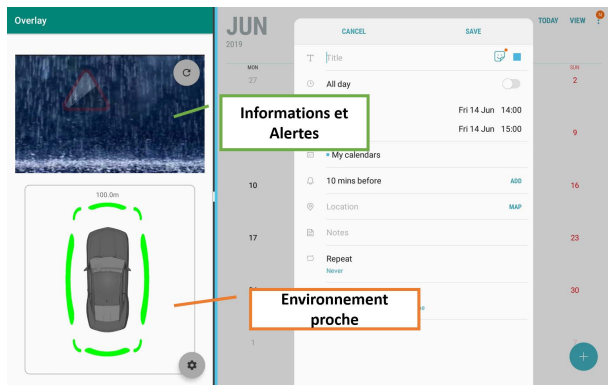 Overlay
100.0m
JUN
2019
TODAY
VIEW
N
MON
SUN
27
2
9
10
16
17
23
30
1
CANCEL
SAVE
Title
All day
Fri 14 Jun 14:00
Fri 14 Jun 15:00
My calendars
10 mins before
ADD
Location
MAP
Notes
Repeat
Never
Informations et
Alertes
Environnement
proche